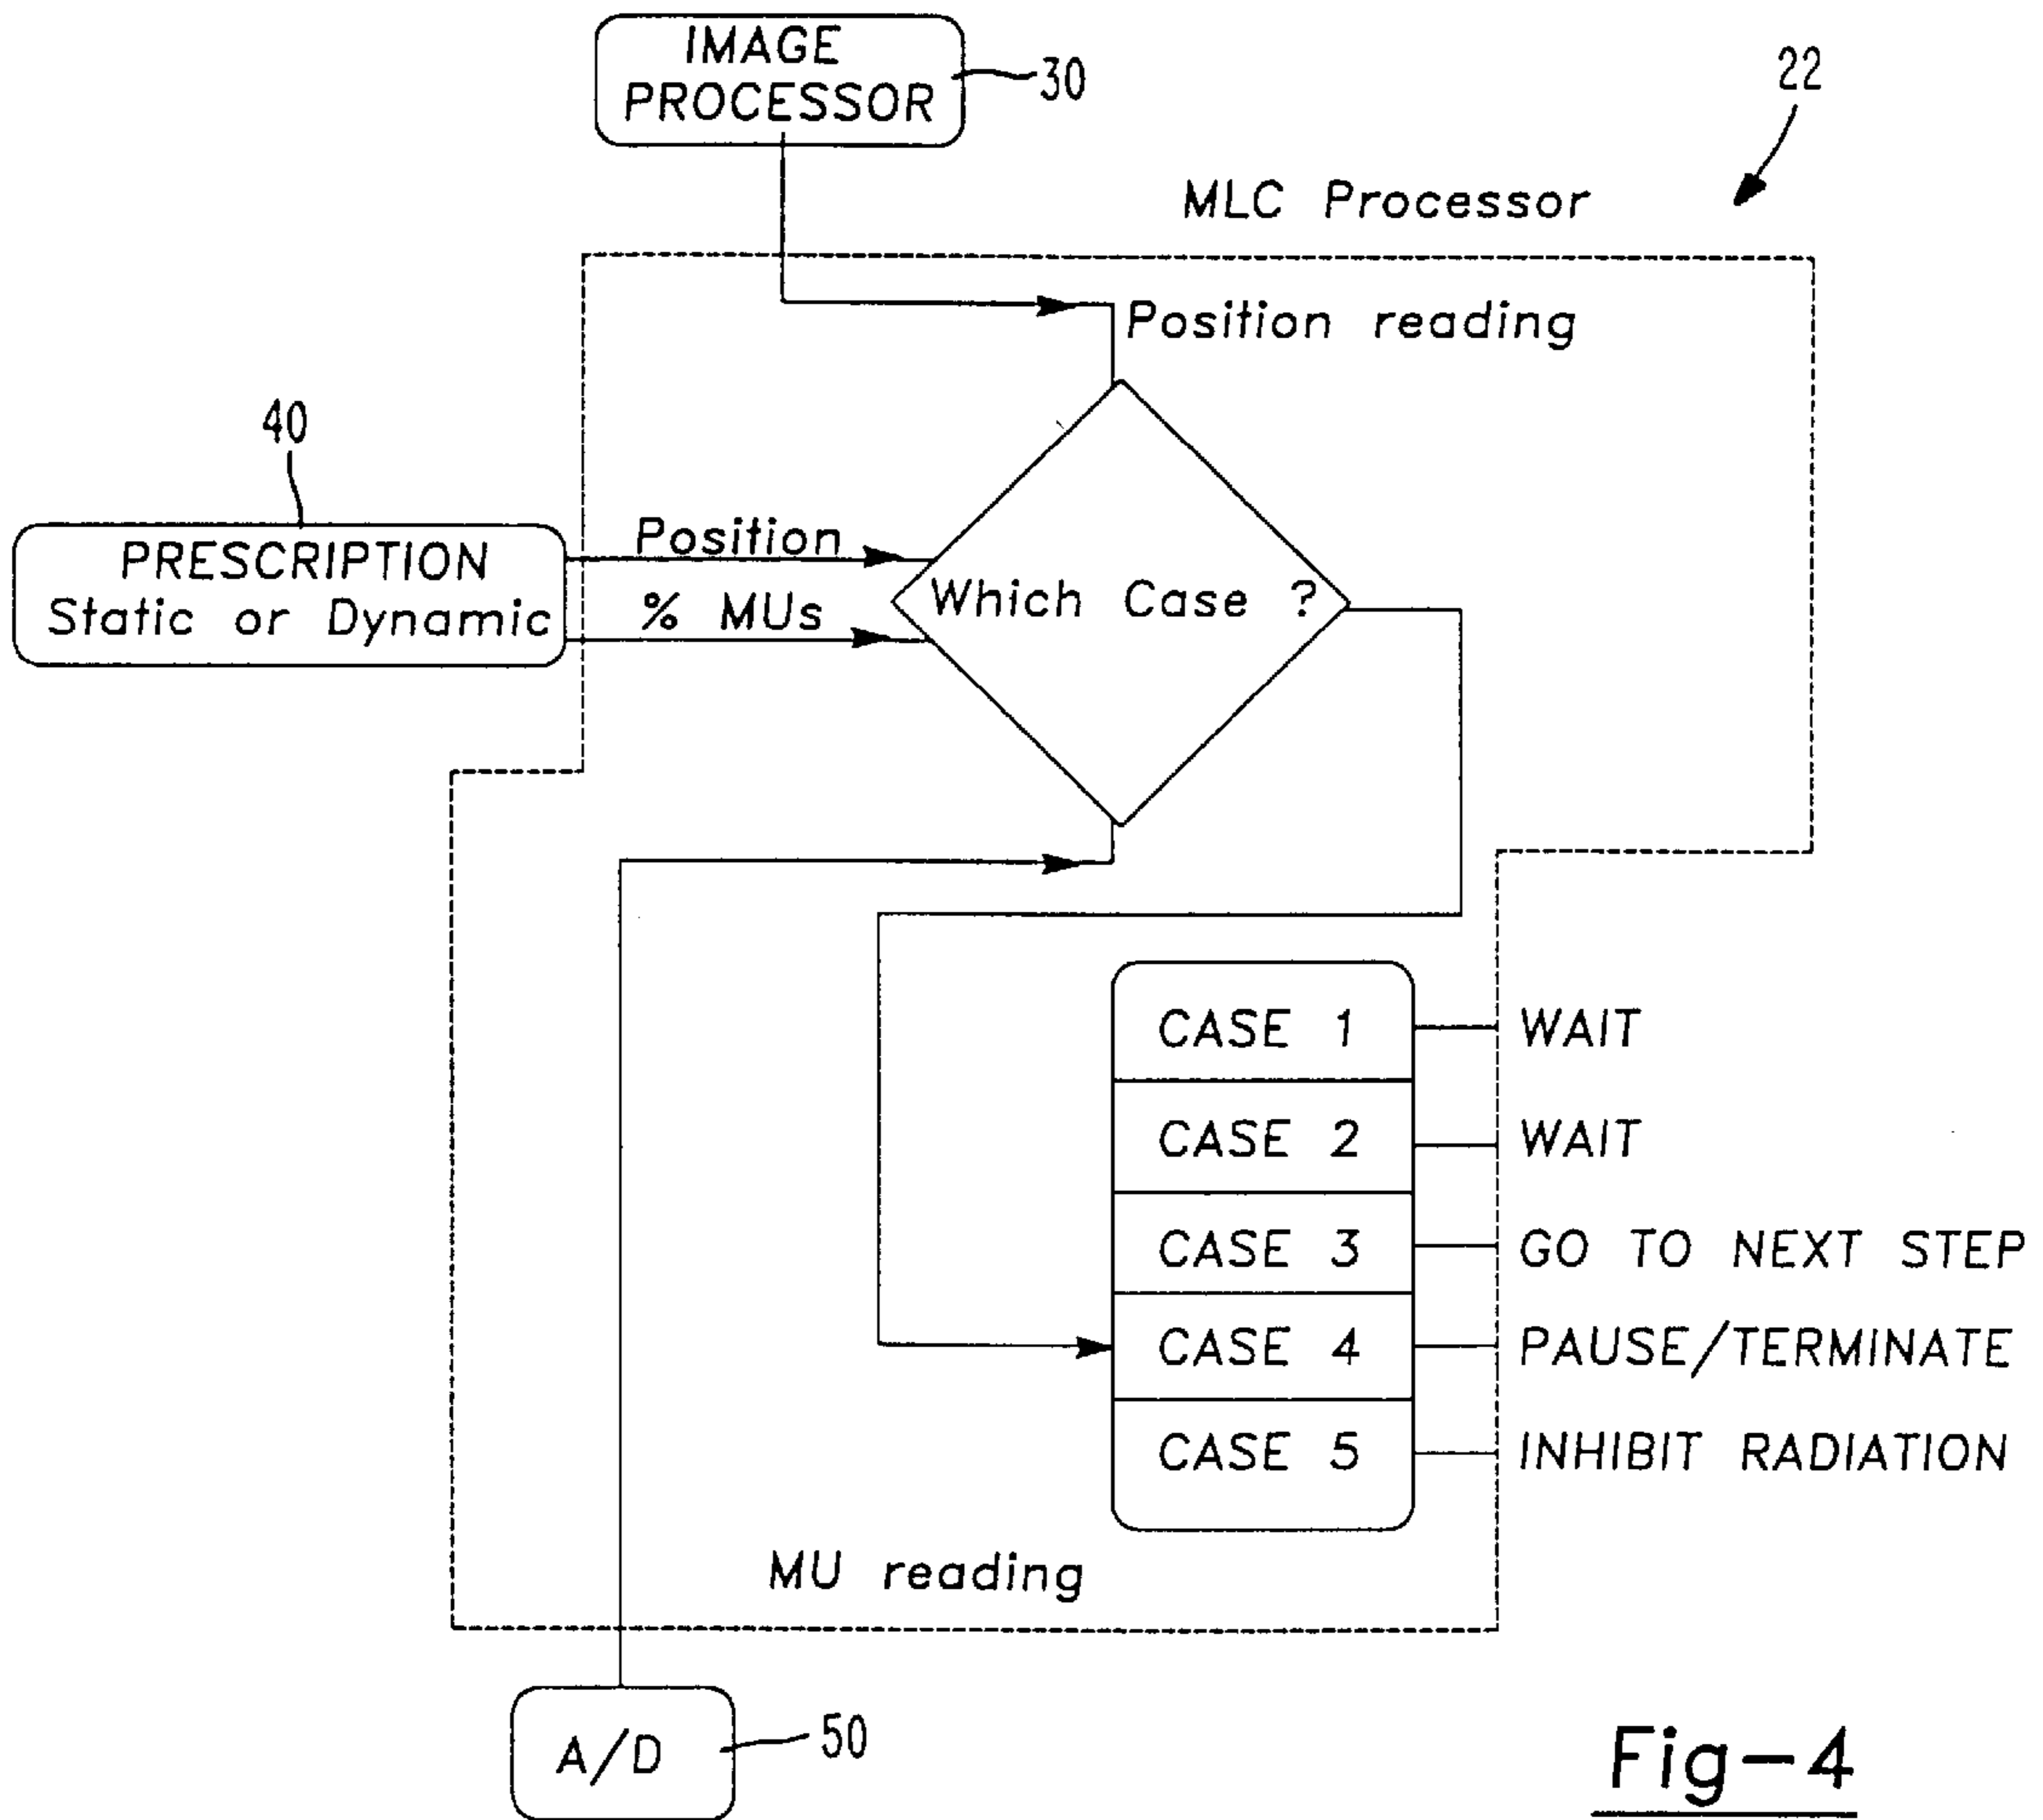 IMAGE
PROCESSOR
30
22
MLC Processor
Position reading
40
PRESCRIPTION
Static or Dynamic
Position
% MUs
Which Case ?
CASE 1
WAIT
CASE 2
WAIT
CASE 3
GO TO NEXT STEP
CASE 4
PAUSE/TERMINATE
CASE 5
INHIBIT RADIATION
MU reading
A/D
50
Fig-4